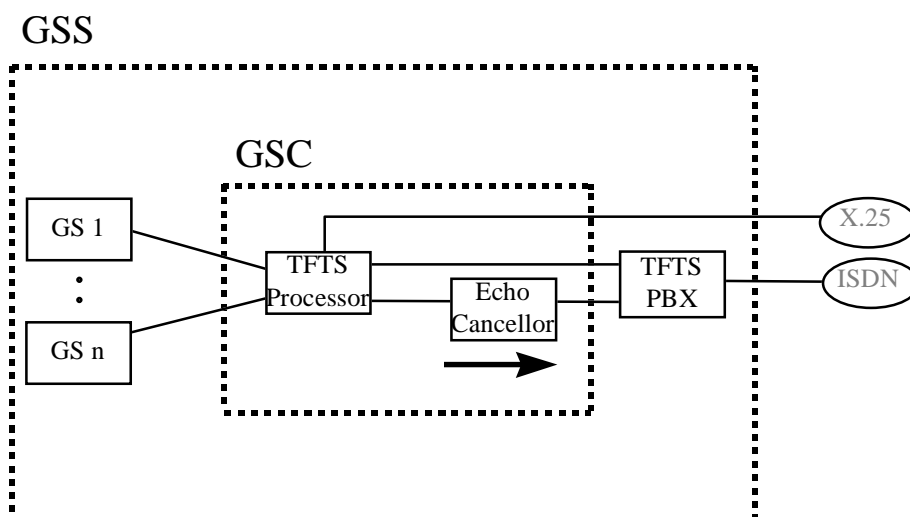 GSS
GSC
GS 1
X.25
TFTS
Processor
TFTS
PBX
ISDN
Echo
Cancellor
GS n